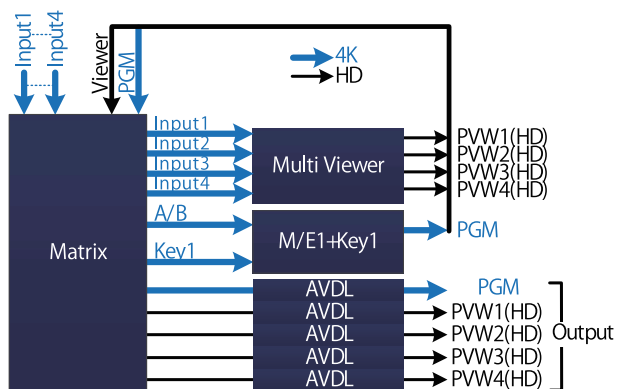 Input1
Input4
Viewer
PGM
4K
HD
Input1
Input2
Input3
Input4
A/B
Key1
Matrix
Multi Viewer
M/E1+Key1
PVW1(HD)
PVW2(HD)
PVW3(HD)
PVW4(HD)
PGM
AVDL
AVDL
AVDL
AVDL
AVDL
PGM
PVW1(HD)
PVW2(HD)
PVW3(HD)
PVW4(HD)
Output